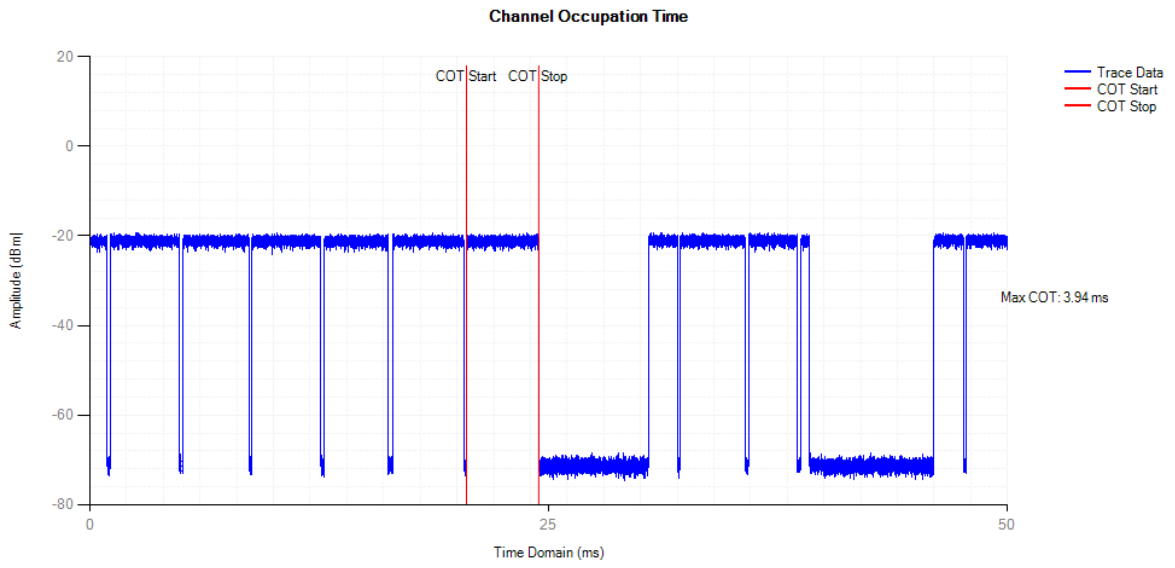 Channel Occupation Time
20
0
-20
-40
-60
-80
Amplitude (dBm)
COT Start
COT Stop
Trace Data
COT Start
COT Stop
Max COT: 3.94 ms
0
25
50
Time Domain (ms)